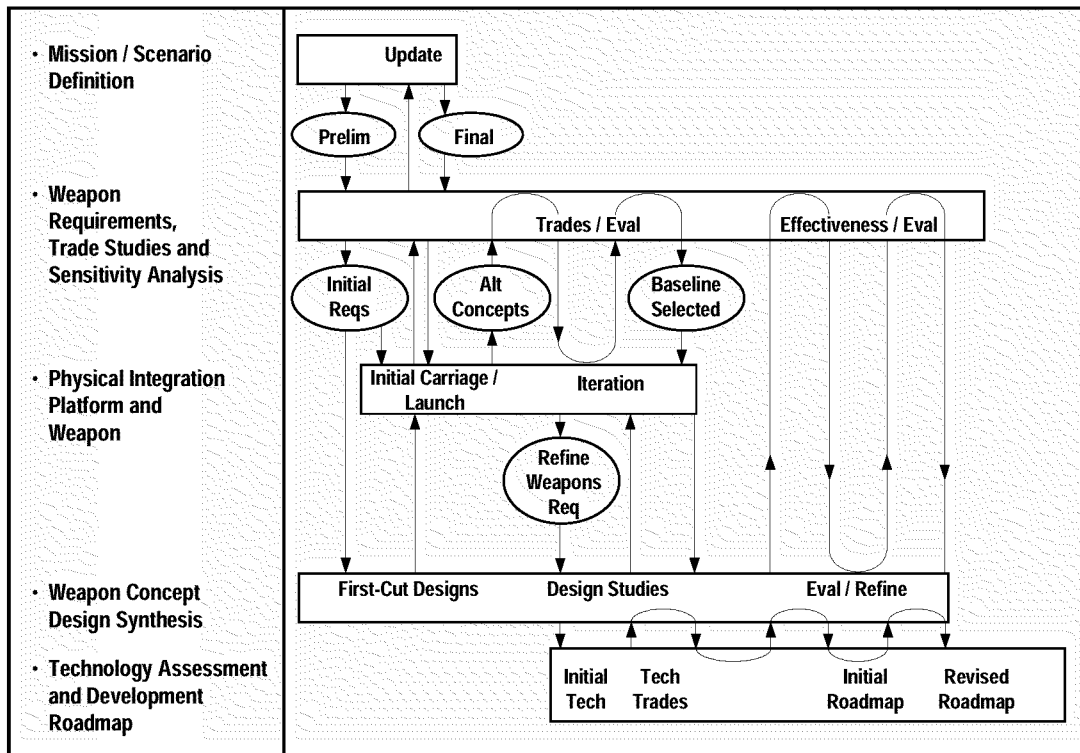 · Mission / Scenario
Definition
Update
Prelim
Final
· Weapon
Requirements,
Trade Studies and
Sensitivity Analysis
Trades / Eval
Effectiveness / Eval
Initial
Reqs
Alt
Concepts
Baseline
Selected
· Physical Integration
Platform and
Weapon
Initial Carriage /
Launch
Iteration
Refine
Weapons
Req
· Weapon Concept
Design Synthesis
First-Cut Designs
Design Studies
Eval / Refine
· Technology Assessment
and Development
Roadmap
Initial
Tech
Tech
Trades
Initial
Roadmap
Revised
Roadmap